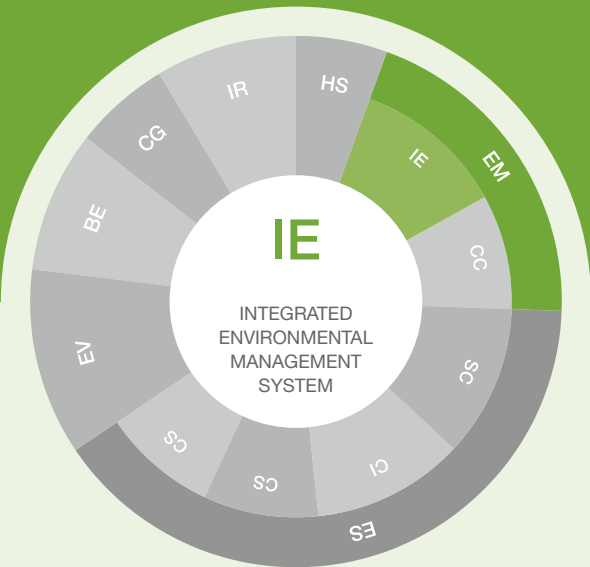 HS
EM
IE
CC
SC
CI
CS
CS
ES
EV
BE
CG
IR
IE
INTEGRATED
ENVIRONMENTAL
MANAGEMENT
SYSTEM